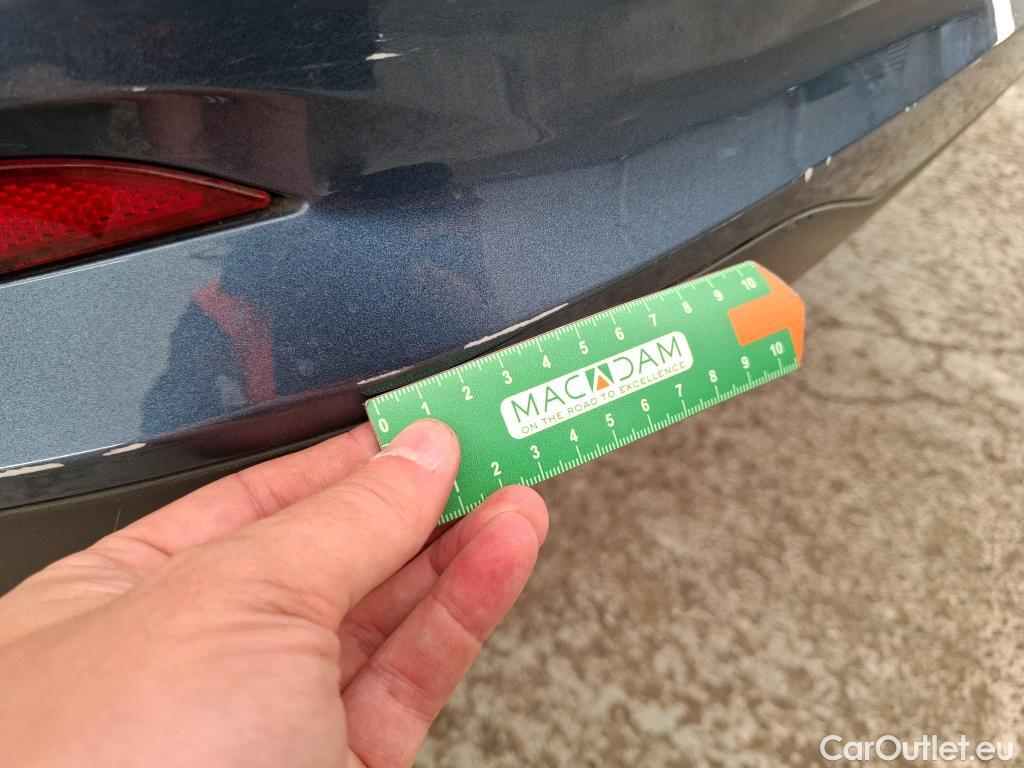 0 1 2 3 4 5 6 7 8 9 10
MACADAM
ON THE ROAD TO EXCELLENCE
1 2 3 4 5 6 7 8 9 10
CarOutlet.eu